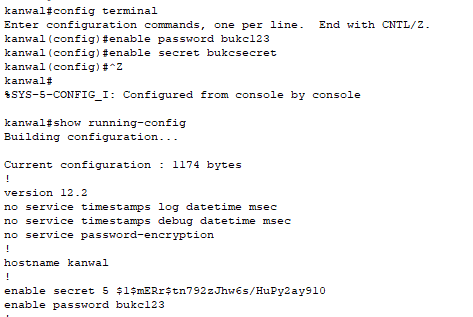 kanwal#config terminal
Enter configuration commands, one per line.  End with CNTL/Z.
kanwal(config)#enable password bukc123
kanwal(config)#enable secret bukcsecret
kanwal(config)#^Z
kanwal#
%SYS-5-CONFIG_I: Configured from console by console
kanwal#show running-config
Building configuration...
Current configuration : 1174 bytes
!
version 12.2
no service timestamps log datetime msec
no service timestamps debug datetime msec
no service password-encryption
!
hostname kanwal
!
enable secret 5 $1$mERr$tn792zJhw6s/HuPy2ay910
enable password bukc123
!